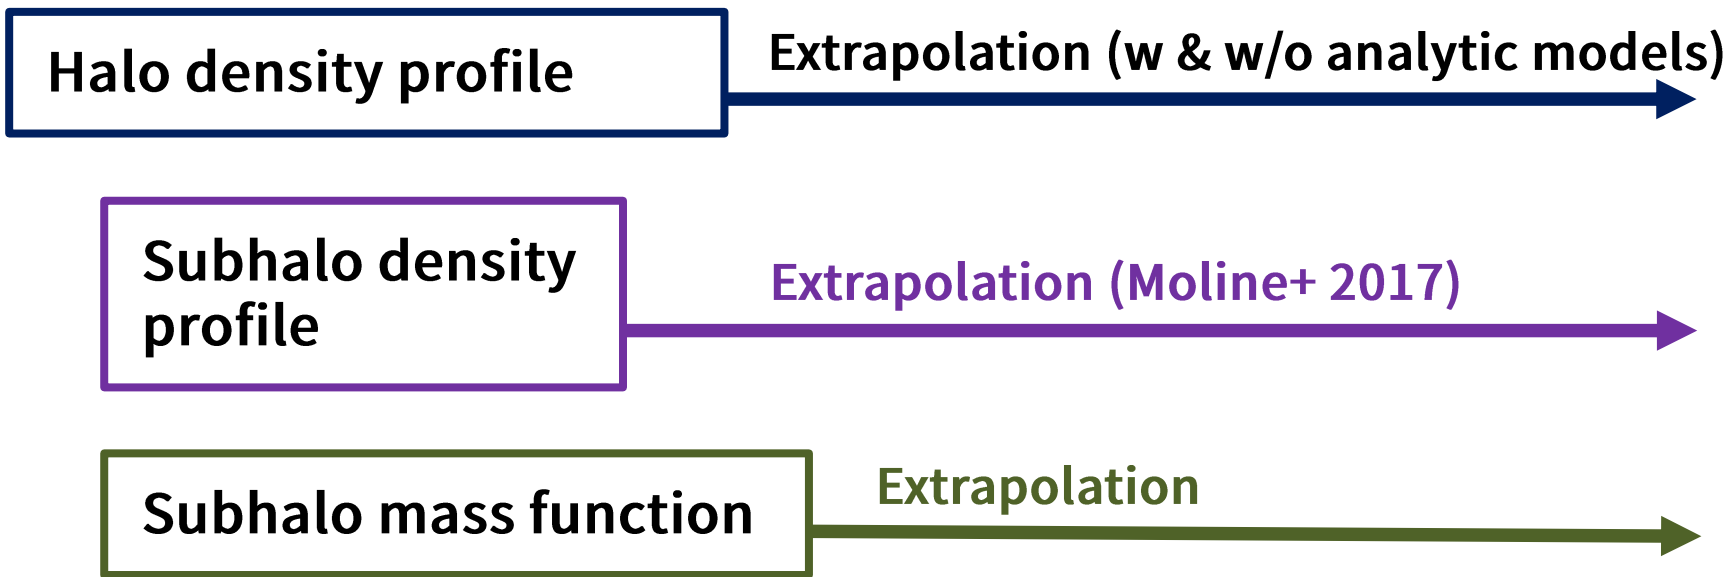 Halo density profile
Extrapolation (w & w/o analytic models)
Subhalo density
profile
Extrapolation (Moline+ 2017)
Subhalo mass function
Extrapolation